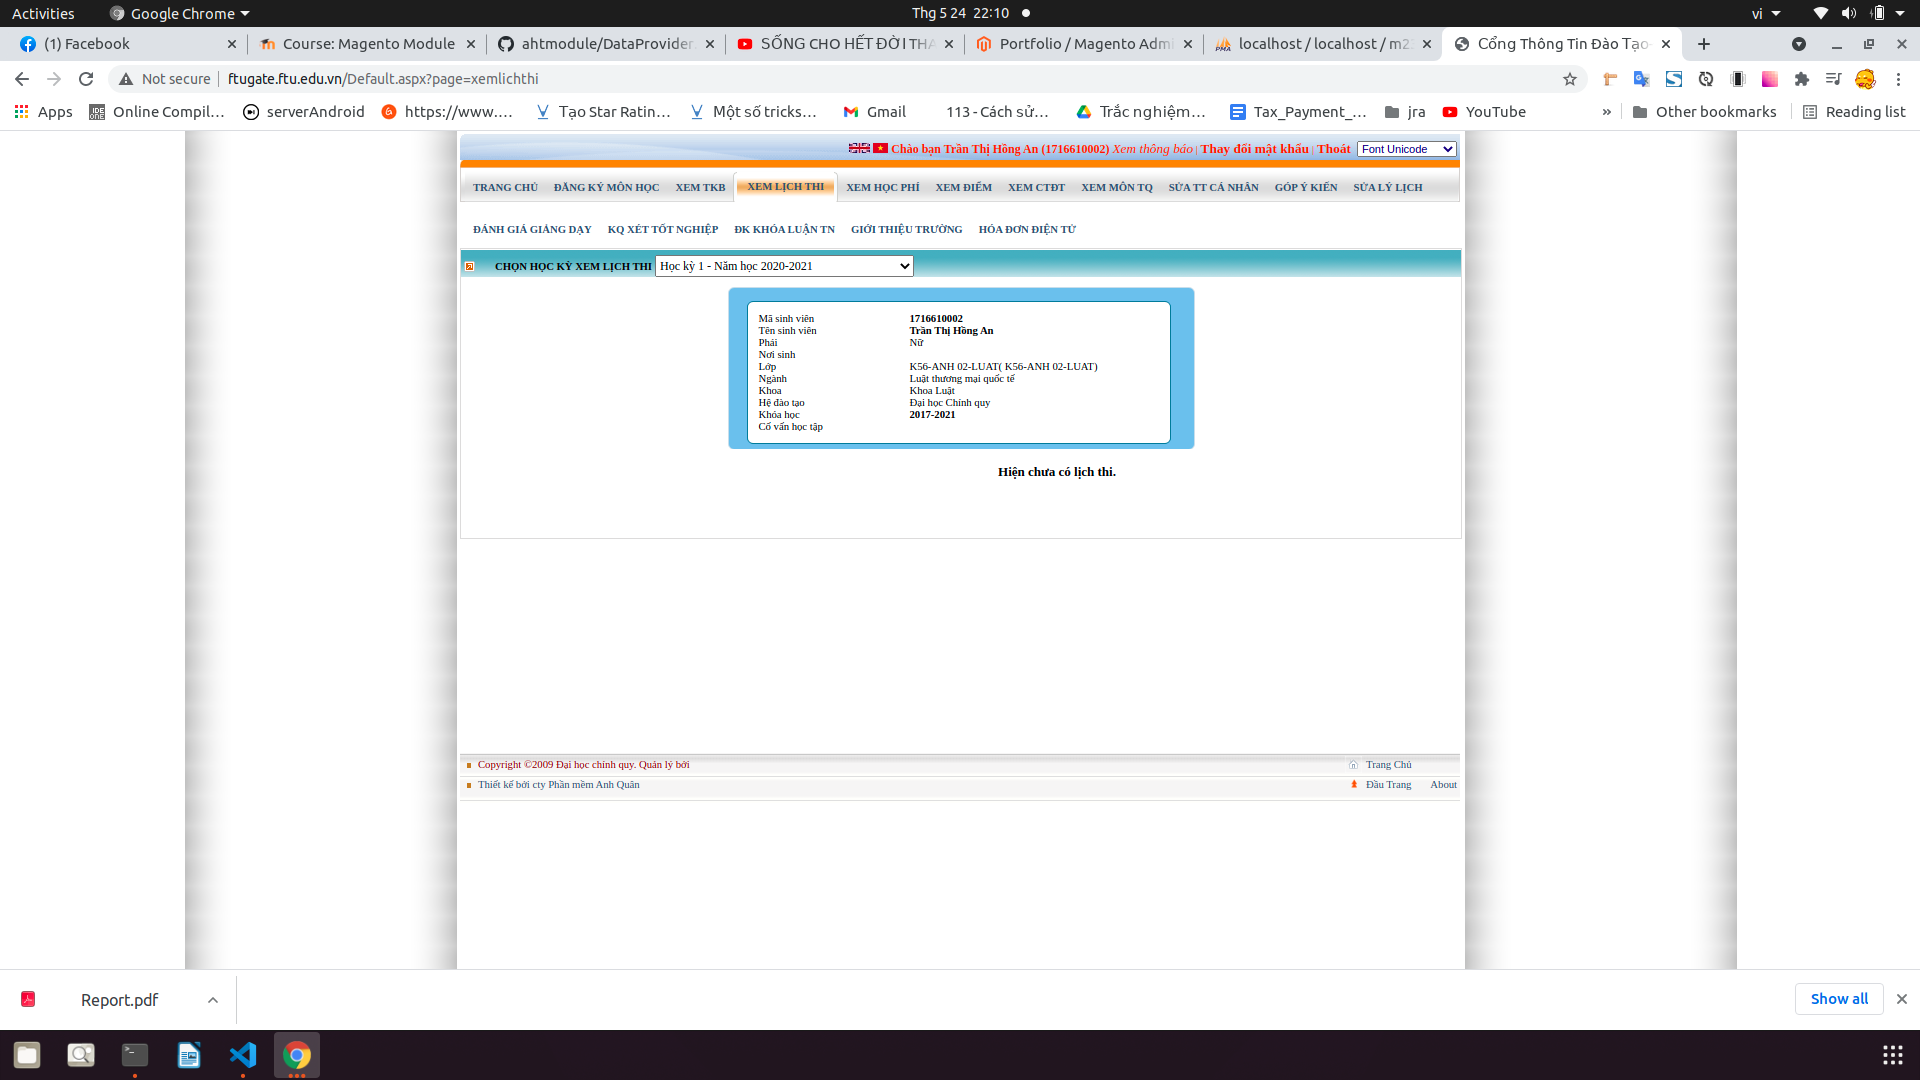 Activities
Google Chrome
Thg 5 24 22:10
vi
(1) Facebook
Course: Magento Module
ahtmodule/DataProvider
SỐNG CHO HẾT ĐỜI THA
Portfolio / Magento Admi
localhost / localhost / m2
Cổng Thông Tin Đào Tạo
Not secure
ftugate.ftu.edu.vn/Default.aspx?page=xemlichthi
Apps
Online Compil...
serverAndroid
https://www....
Tạo Star Ratin...
Một số tricks...
Gmail
113 - Cách sử...
Trắc nghiệm...
Tax_Payment_...
jra
YouTube
»
Other bookmarks
Reading list
Chào bạn Trần Thị Hồng An (1716610002) Xem thông báo | Thay đổi mật khẩu | Thoát
Font Unicode
TRANG CHỦ
ĐĂNG KÝ MÔN HỌC
XEM TKB
XEM LỊCH THI
XEM HỌC PHÍ
XEM ĐIỂM
XEM CTĐT
XEM MÔN TQ
SỬA TT CÁ NHÂN
GÓP Ý KIẾN
SỬA LÝ LỊCH
ĐÁNH GIÁ GIẢNG DẠY
KQ XÉT TỐT NGHIỆP
ĐK KHÓA LUẬN TN
GIỚI THIỆU TRƯỜNG
HÓA ĐƠN ĐIỆN TỬ
CHỌN HỌC KỲ XEM LỊCH THI
Học kỳ 1 - Năm học 2020-2021
Mã sinh viên 1716610002
Tên sinh viên Trần Thị Hồng An
Phái Nữ
Nơi sinh
Lớp K56-ANH 02-LUAT( K56-ANH 02-LUAT)
Ngành Luật thương mại quốc tế
Khoa Khoa Luật
Hệ đào tạo Đại học Chính quy
Khóa học 2017-2021
Cố vấn học tập
Hiện chưa có lịch thi.
Copyright ©2009 Đại học chính quy. Quản lý bởi
Trang Chủ
Thiết kế bởi cty Phần mềm Anh Quân
Đầu Trang
About
Report.pdf
Show all